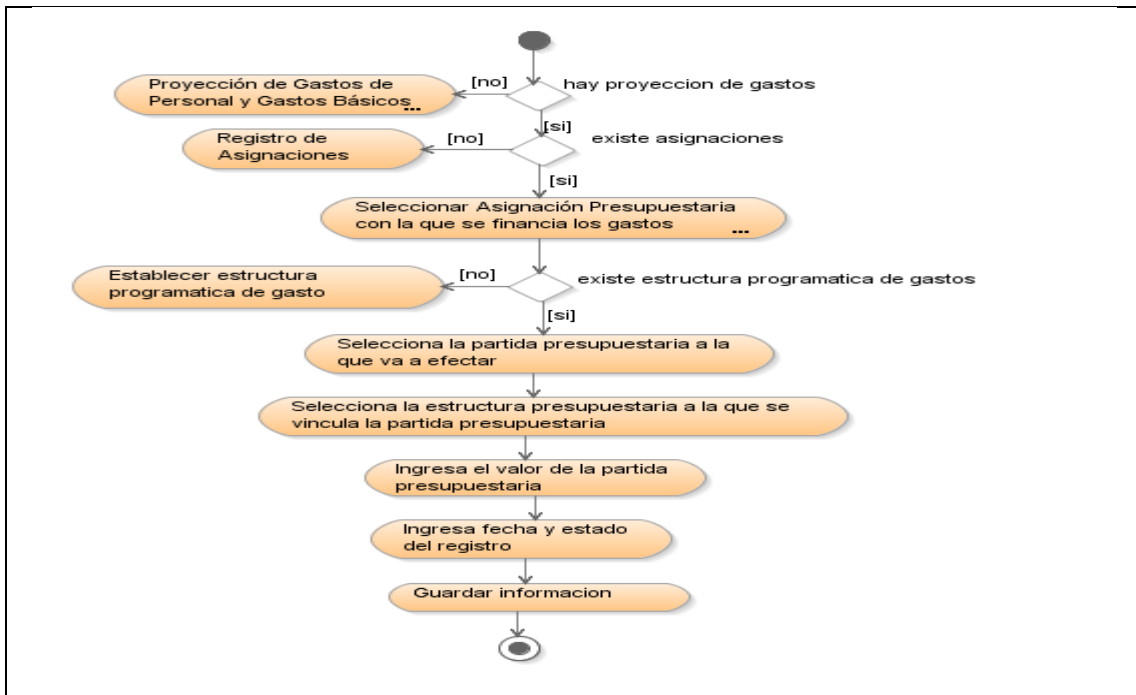 [no]
hay proyeccion de gastos
Proyección de Gastos de
Personal y Gastos Básicos...
[si]
[no]
existe asignaciones
Registro de
Asignaciones
[si]
Seleccionar Asignación Presupuestaria
con la que se financia los gastos
...
[no]
existe estructura programatica de gastos
Establecer estructura
programatica de gasto
[si]
Selecciona la partida presupuestaria a la
que va a efectar
Selecciona la estructura presupuestaria a la que se
vincula la partida presupuestaria
Ingresa el valor de la partida
presupuestaria
Ingresa fecha y estado
del registro
Guardar informacion